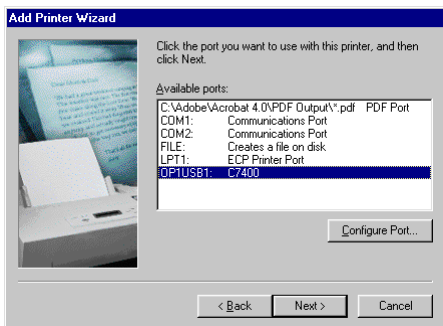 Add Printer Wizard
Click the port you want to use with this printer, and then
click Next.
Available ports:
C:\Adobe\Acrobat 4.0\PDF Output\*.pdf PDF Port
COM1: Communications Port
COM2: Communications Port
FILE: Creates a file on disk
LPT1: ECP Printer Port
OP1USB1: C7400
Configure Port...
< Back Next > Cancel